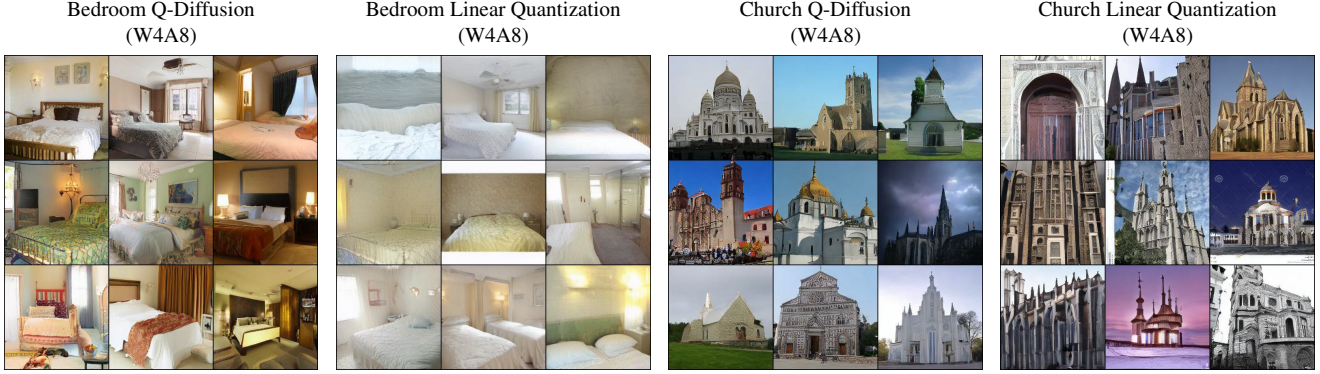 Bedroom Q-Diffusion
(W4A8)
Bedroom Linear Quantization
(W4A8)
Church Q-Diffusion
(W4A8)
Church Linear Quantization
(W4A8)